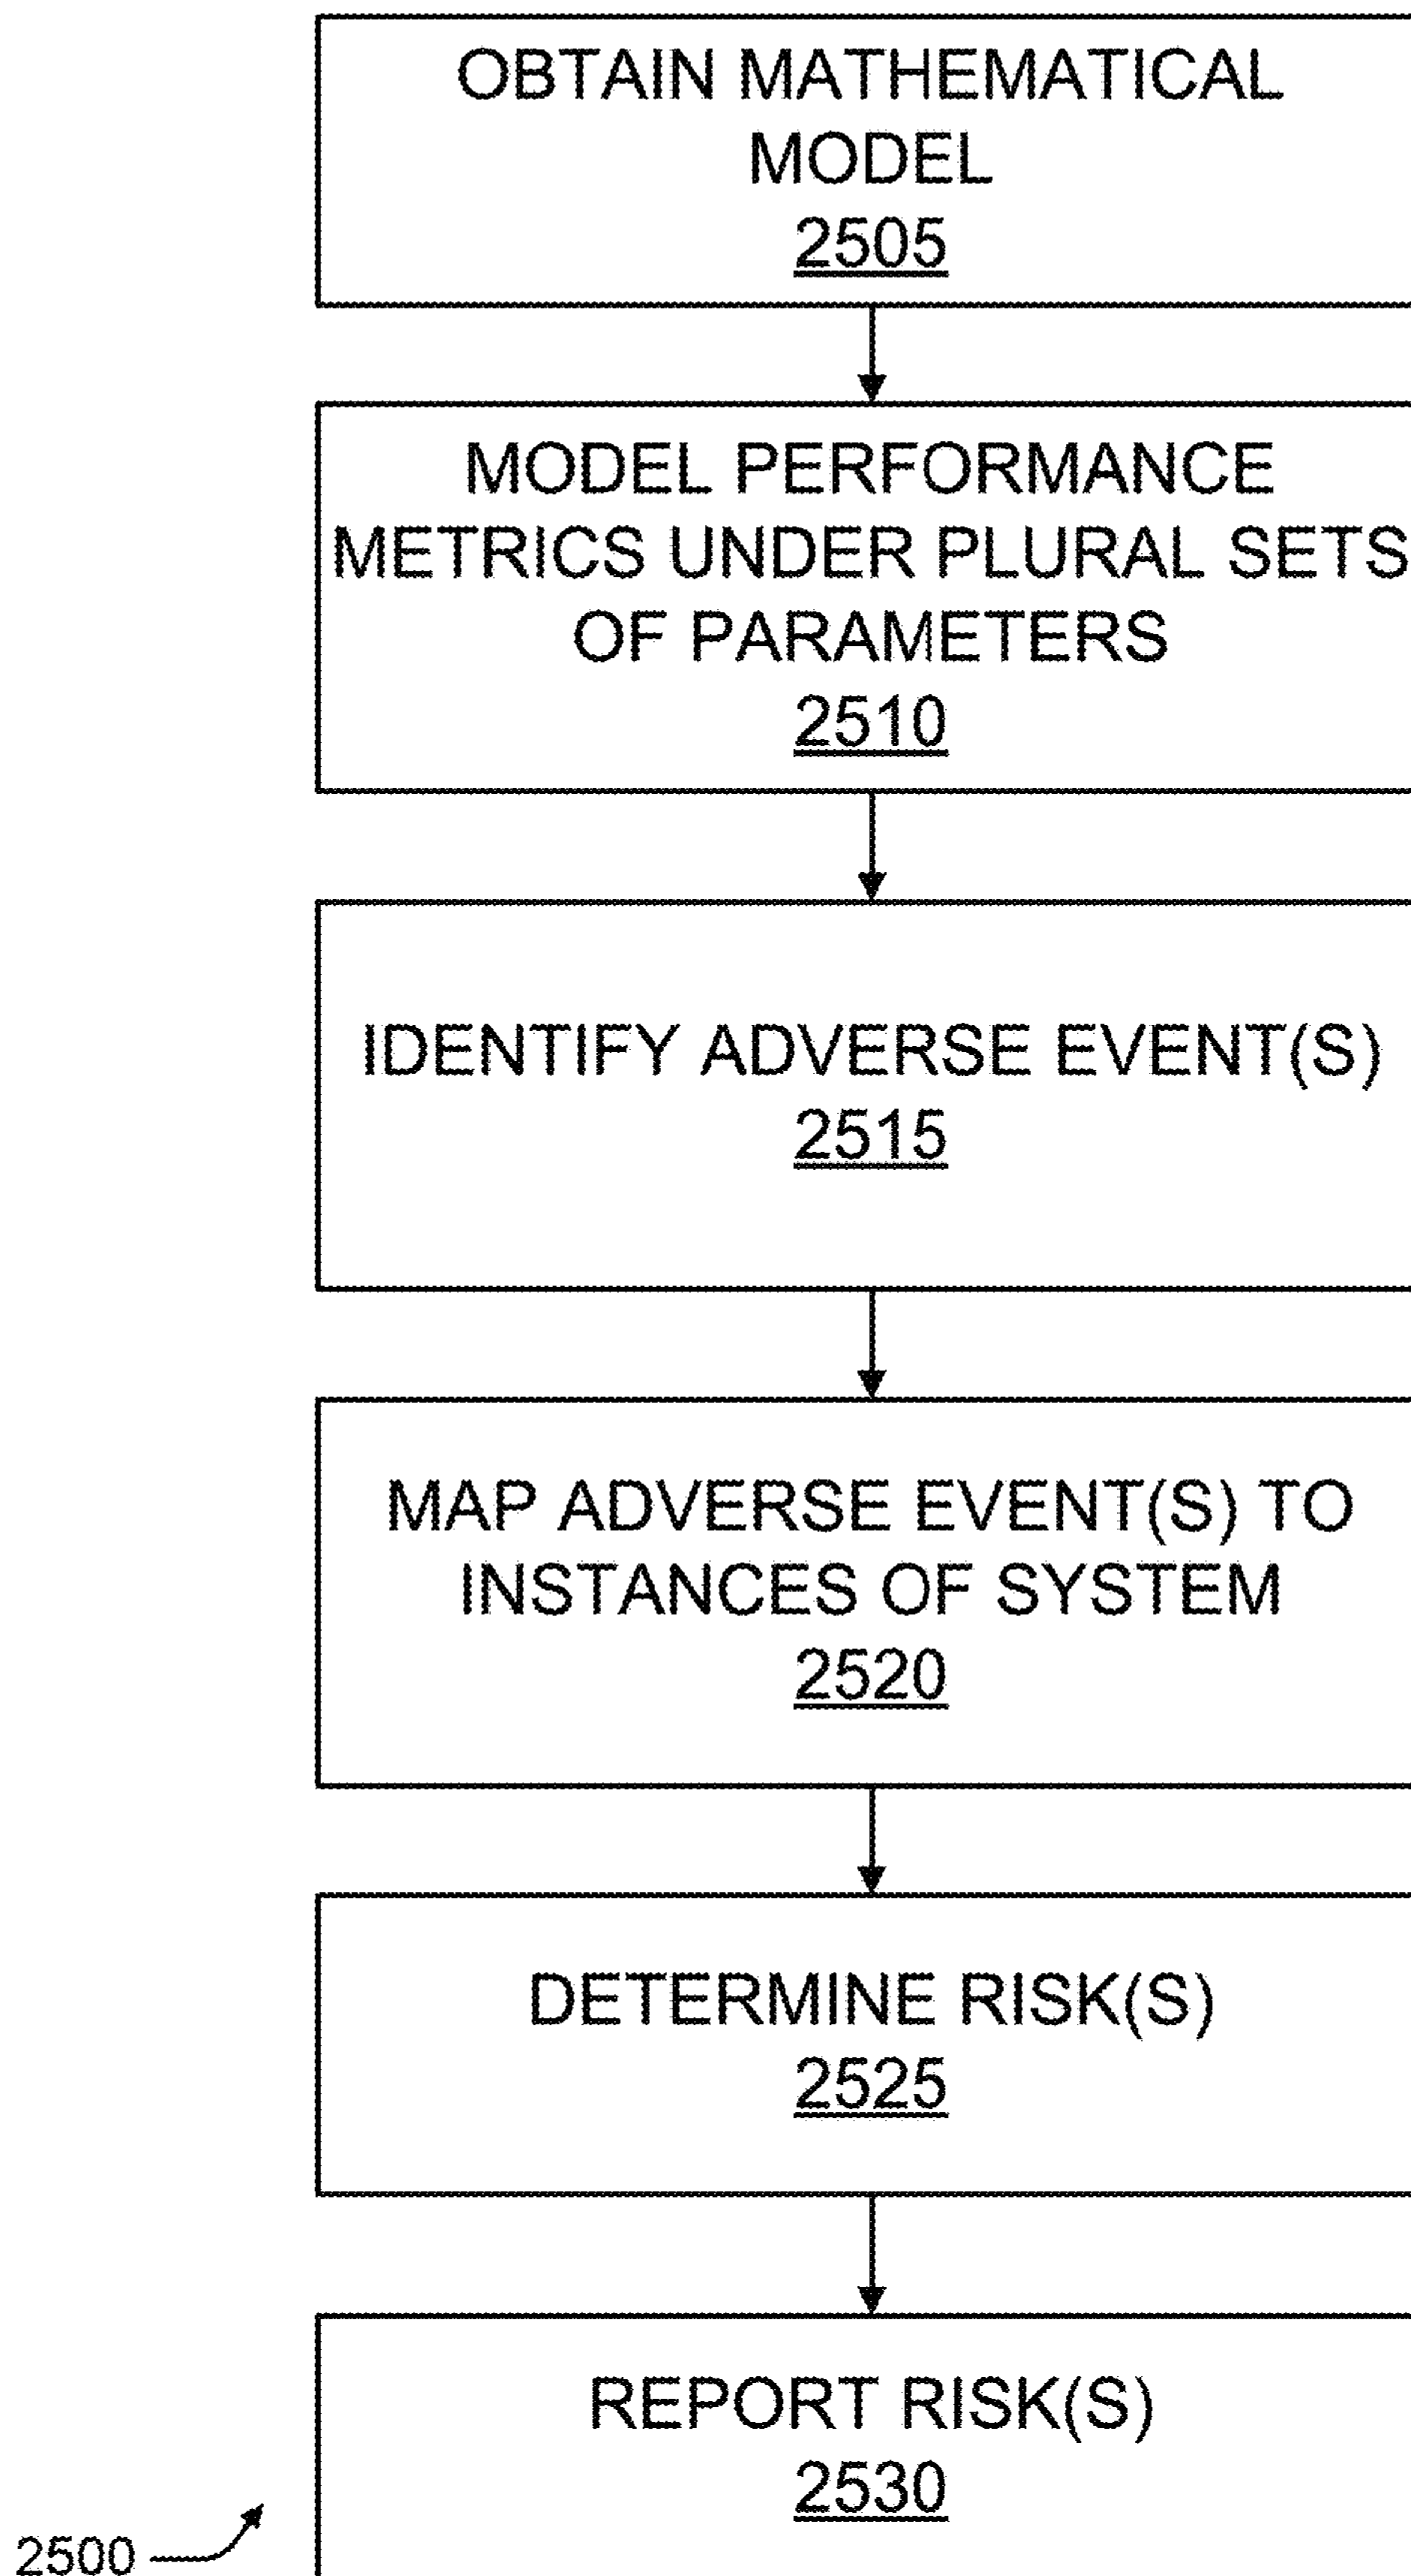 OBTAIN MATHEMATICAL
MODEL
2505
MODEL PERFORMANCE
METRICS UNDER PLURAL SETS
OF PARAMETERS
2510
IDENTIFY ADVERSE EVENT(S)
2515
MAP ADVERSE EVENT(S) TO
INSTANCES OF SYSTEM
2520
DETERMINE RISK(S)
2525
REPORT RISK(S)
2530
2500